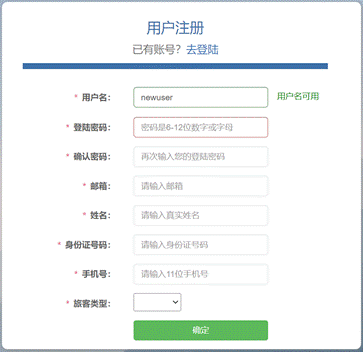 用户注册
已有账号？去登陆
* 用户名： newuser 用户名可用
* 登陆密码： 密码是6-12位数字或字母
* 确认密码： 再次输入您的登陆密码
* 邮箱： 请输入邮箱
* 姓名： 请输入真实姓名
* 身份证号码： 请输入身份证号码
* 手机号： 请输入11位手机号
* 旅客类型：
确定